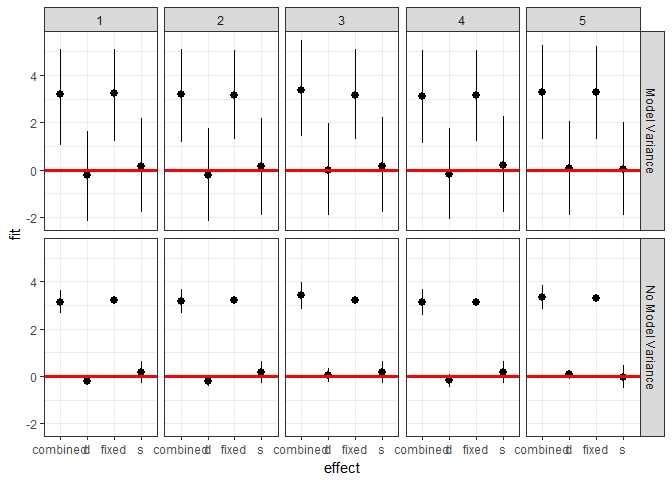 1 2 3 4 5
4
2
0
-2
Model Variance
4
2
0
-2
No Model Variance
fit
combined d fixed s combined d fixed s combined d fixed s combined d fixed s combined d fixed s
effect